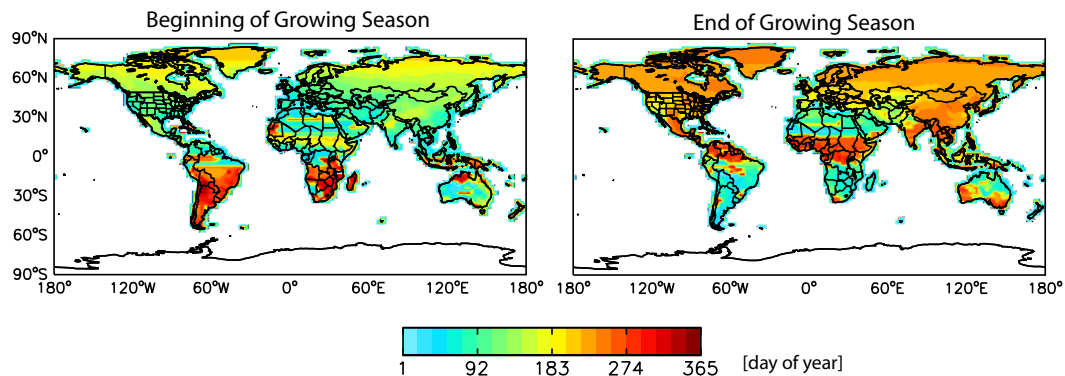 Beginning of Growing Season
End of Growing Season
90°N
60°N
30°N
0°
30°S
60°S
90°S
180° 120°W 60°W 0° 60°E 120°E 180°
180° 120°W 60°W 0° 60°E 120°E 180°
1 92 183 274 365
[day of year]